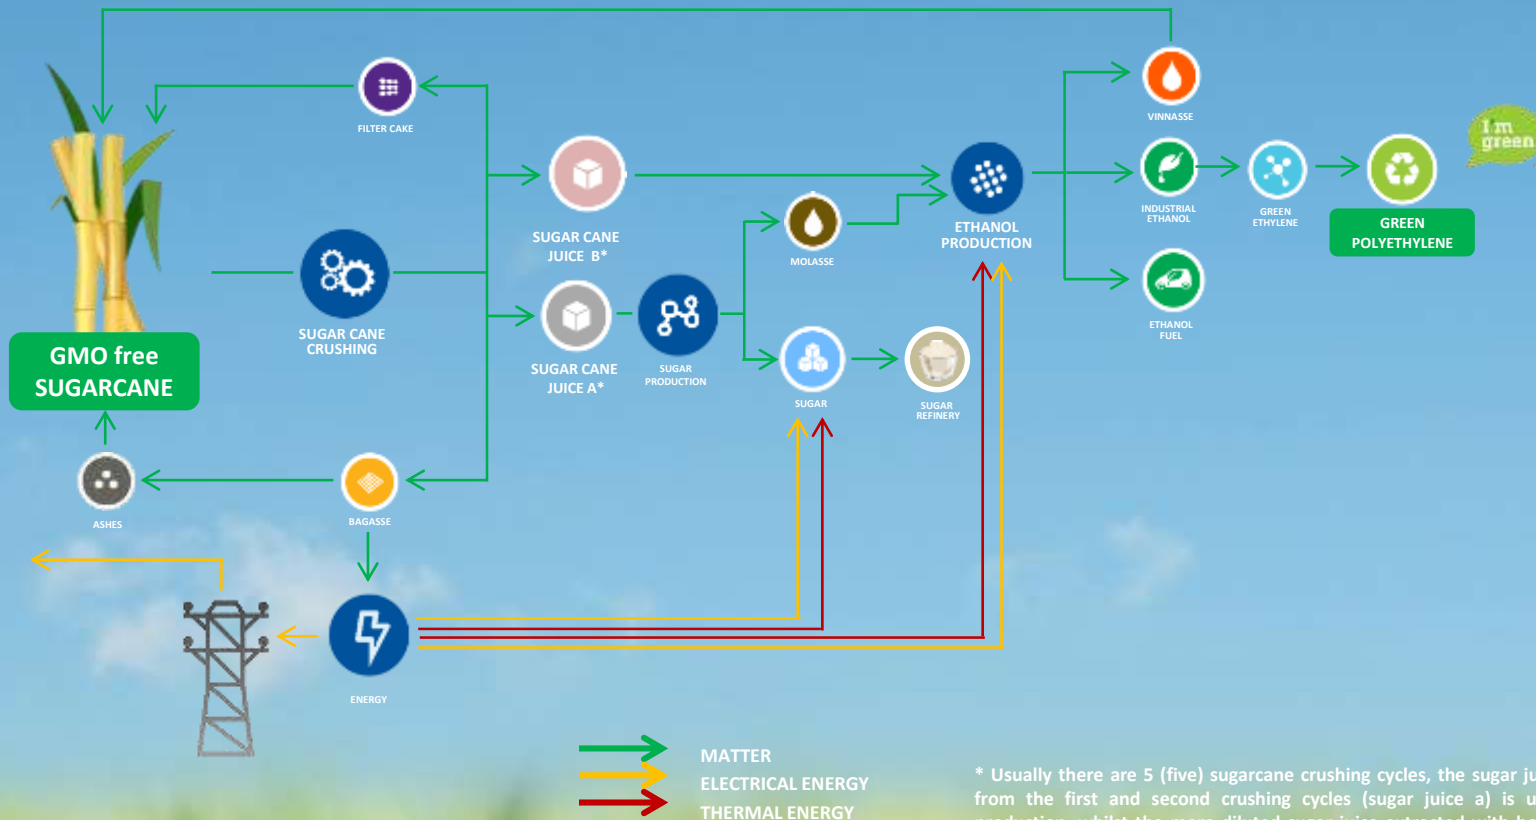 I'm
green
FILTER CAKE
VINNASSE
SUGAR CANE
JUICE B*
MOLASSE
ETHANOL
PRODUCTION
INDUSTRIAL
ETHANOL
GREEN
ETHYLENE
GREEN
POLYETHYLENE
SUGAR CANE
CRUSHING
GMO free
SUGARCANE
SUGAR CANE
JUICE A*
SUGAR
PRODUCTION
SUGAR
SUGAR
REFINERY
ETHANOL
FUEL
ASHES
BAGASSE
ENERGY
MATTER
ELECTRICAL ENERGY
THERMAL ENERGY
* Usually there are 5 (five) sugarcane crushing cycles, the sugar ju
from the first and second crushing cycles (sugar juice a) is u